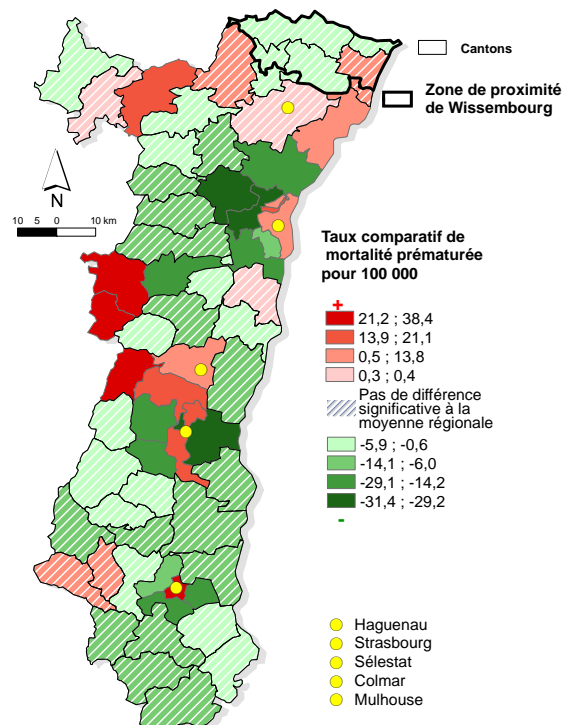 Cantons
Zone de proximité
de Wissembourg
N
10 5 0 10 km
Taux comparatif de
mortalité prématurée
pour 100 000
+
21,2 ; 38,4
13,9 ; 21,1
0,5 ; 13,8
0,3 ; 0,4
Pas de différence
significative à la
moyenne régionale
-5,9 ; -0,6
-14,1 ; -6,0
-29,1 ; -14,2
-31,4 ; -29,2
-
Haguenau
Strasbourg
Sélestat
Colmar
Mulhouse